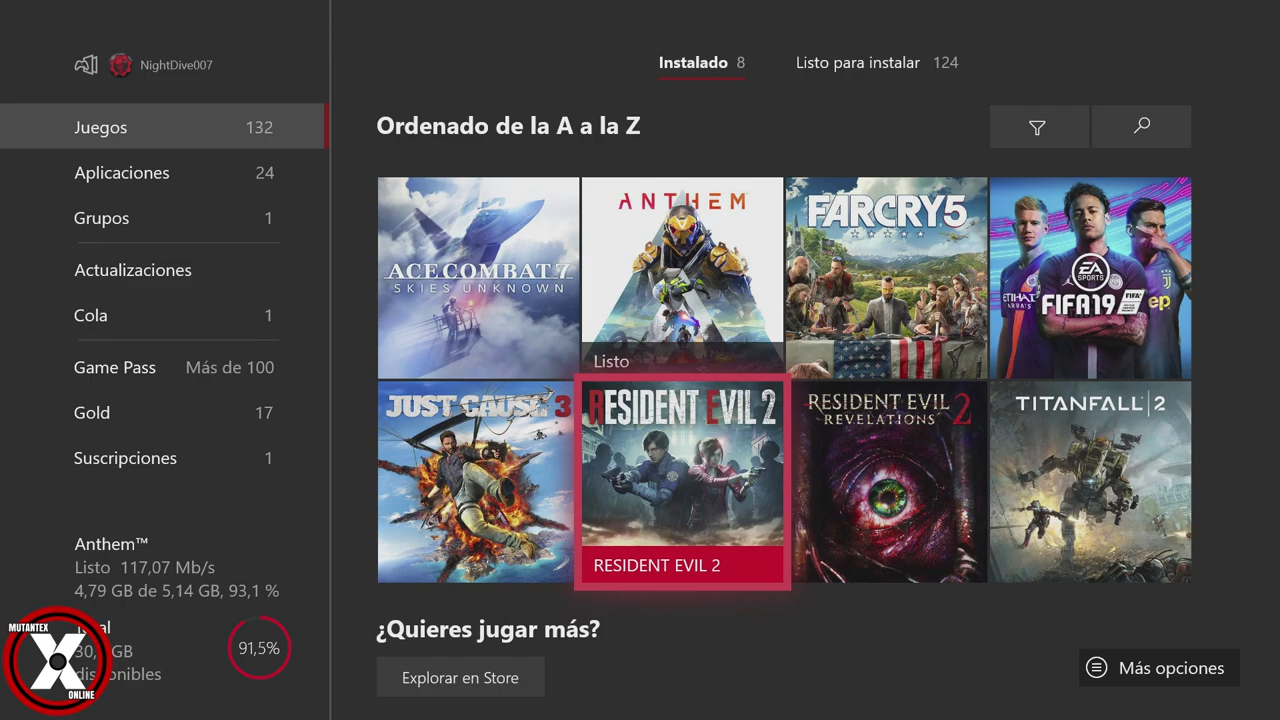 NightDive007
Instalado 8
Listo para instalar 124
Juegos 132
Aplicaciones 24
Grupos 1
Actualizaciones
Cola 1
Game Pass Más de 100
Gold 17
Suscripciones 1
Anthem™
Listo 117,07 Mb/s
4,79 GB de 5,14 GB, 93,1 %
91,5%
MUTANTEX
X
ONLINE
Ordenado de la A a la Z
ACE COMBAT 7
SKIES UNKNOWN
ANTHEM
Listo
FARCRY5
EA
SPORTS
FIFA19
FIFA
ETIHAD
JUST CAUSE 3
RESIDENT EVIL 2
RESIDENT EVIL 2
RESIDENT EVIL
REVELATIONS 2
TITANFALL 2
¿Quieres jugar más?
Explorar en Store
Más opciones